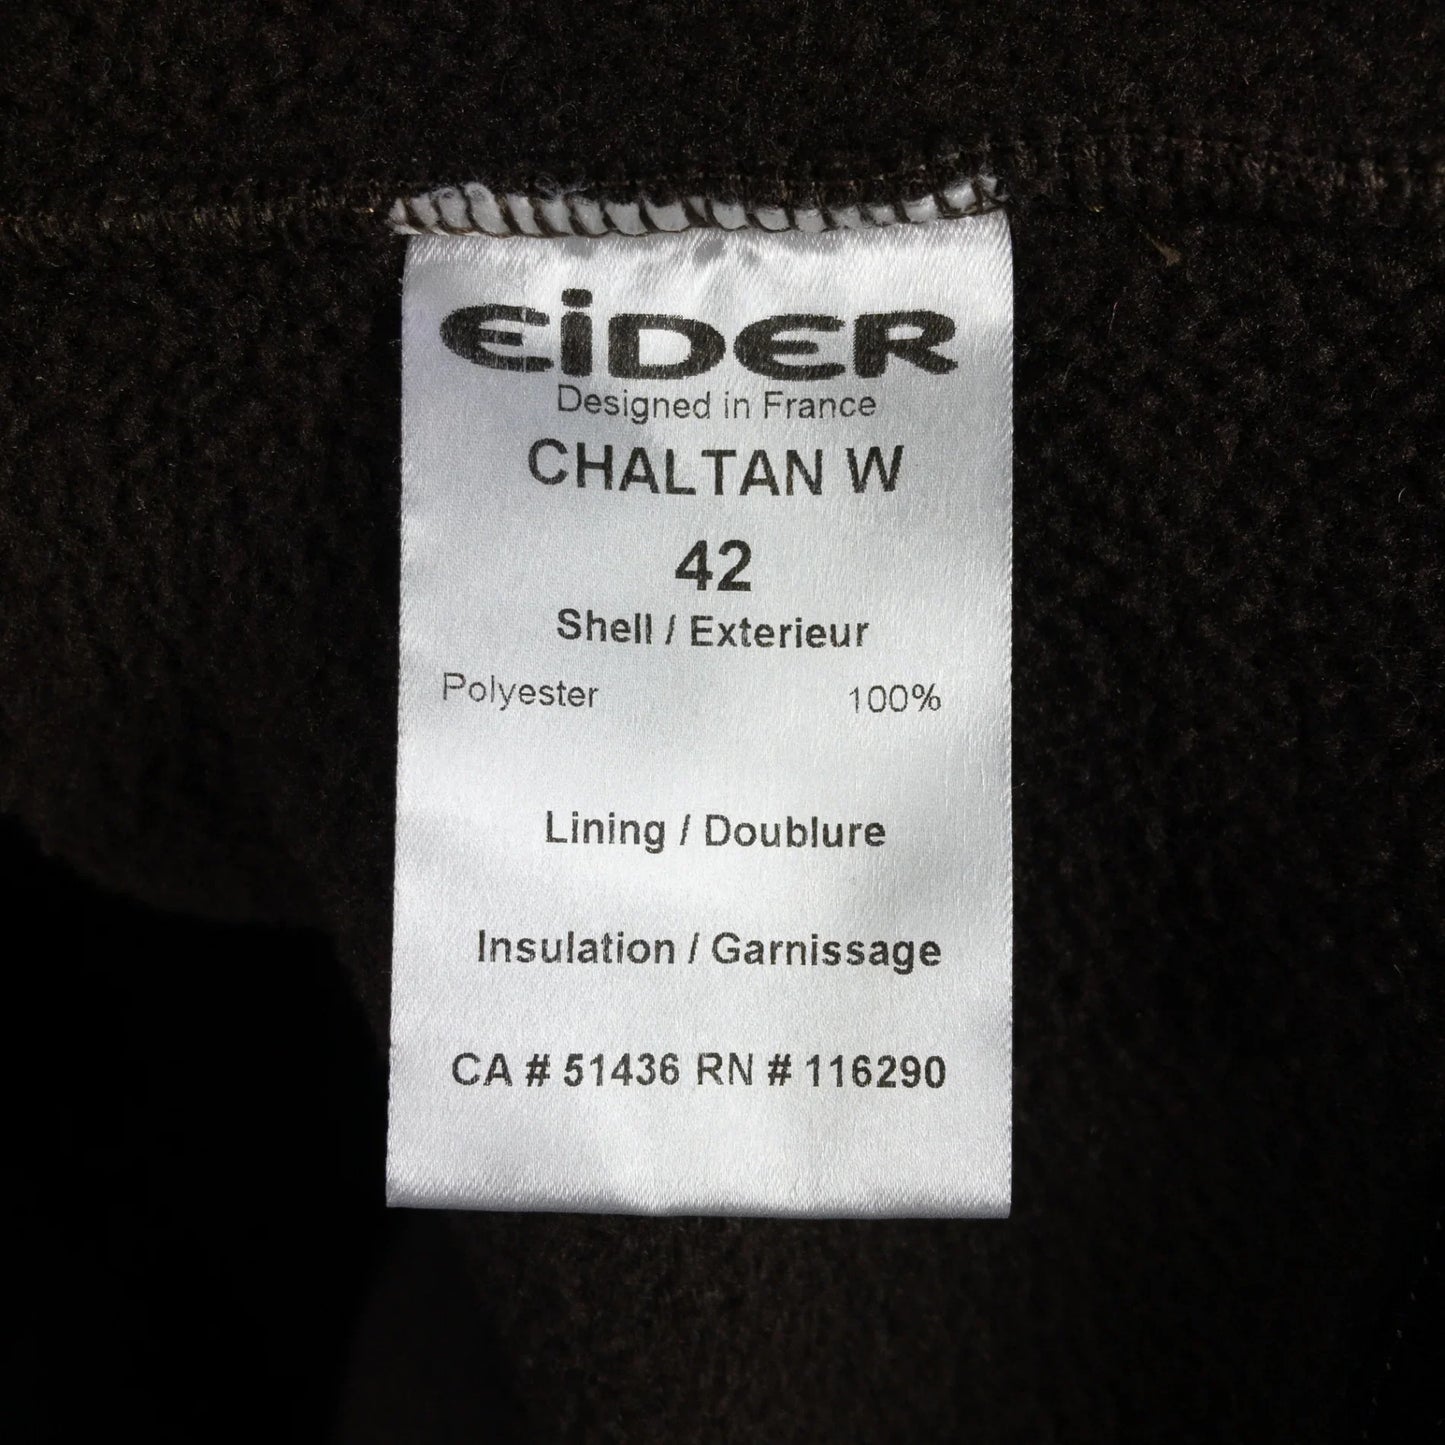 EiDER
Designed in France
CHALTAN W
42
Shell / Exterieur
Polyester 100%
Lining / Doublure
Insulation / Garnissage
CA # 51436 RN # 116290